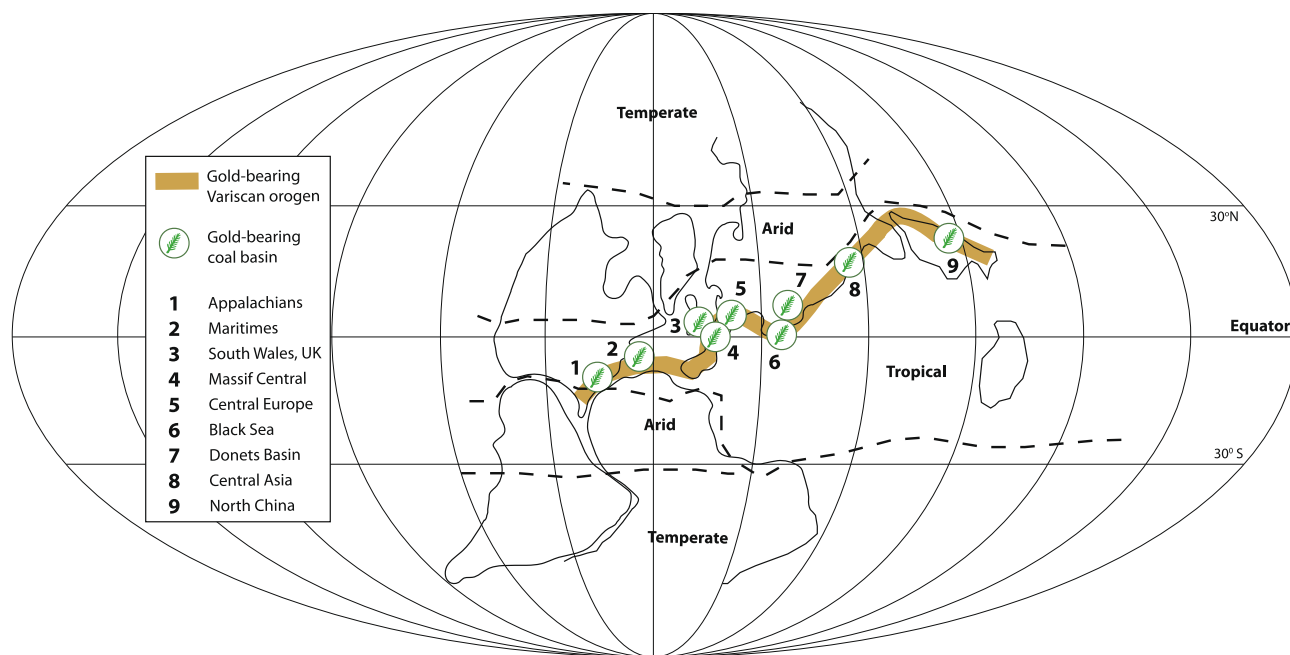 Temperate
Gold-bearing
Variscan orogen
Gold-bearing
coal basin
1 Appalachians
2 Maritimes
3 South Wales, UK
4 Massif Central
5 Central Europe
6 Black Sea
7 Donets Basin
8 Central Asia
9 North China
30°N
Arid
9
8
7
5
3
Equator
2
4
6
1
Tropical
Arid
30° S
Temperate